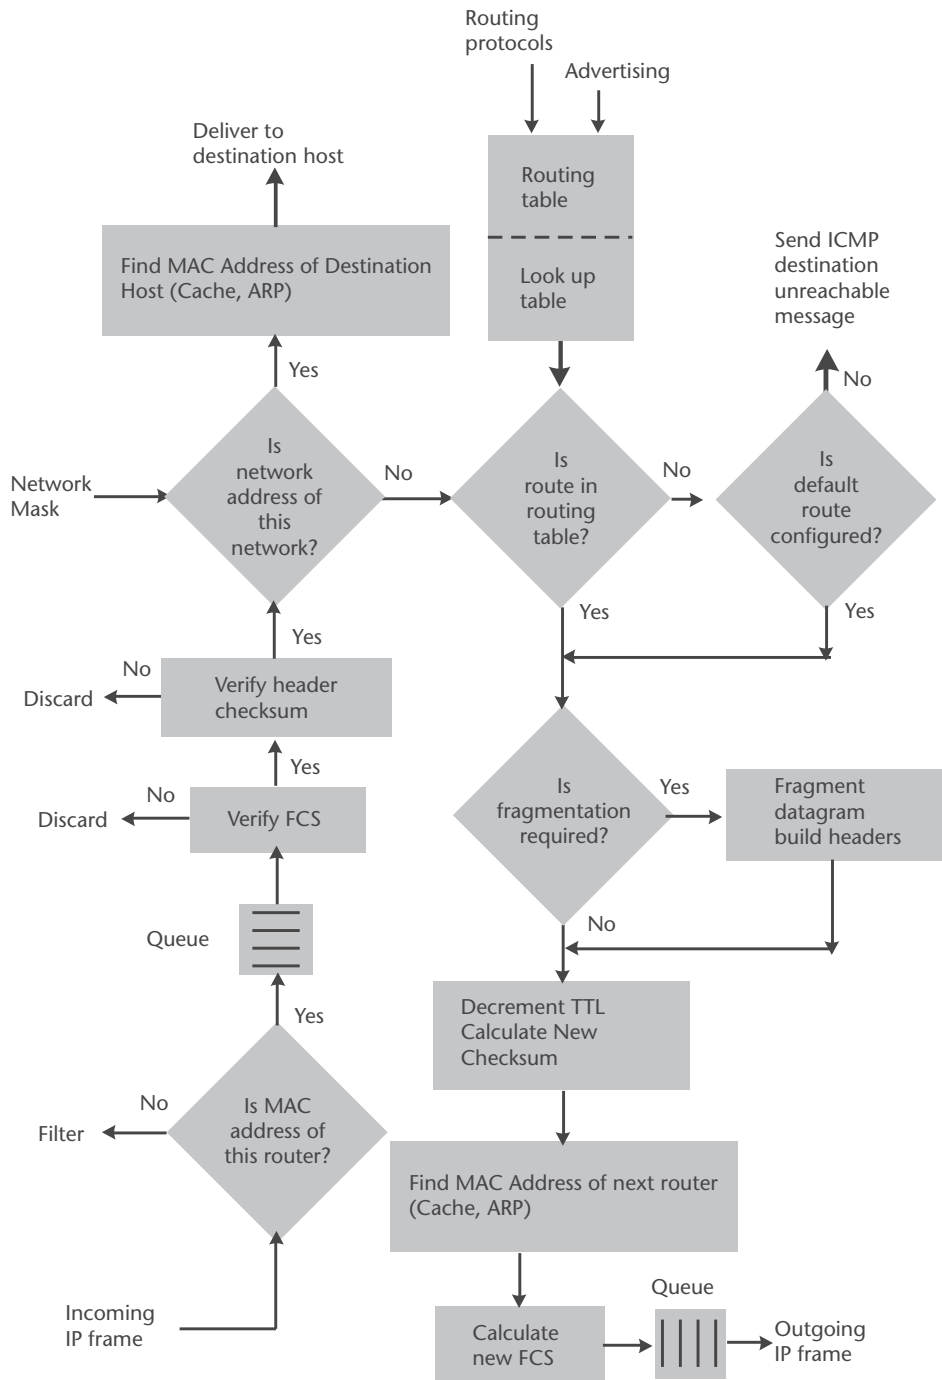 Routing
protocols
Advertising
Deliver to
destination host
Routing
table
Look up
table
Find MAC Address of Destination
Host (Cache, ARP)
Send ICMP
destination
unreachable
message
Yes
No
Network
Mask
Is
network
address of
this
network?
No
Is
route in
routing
table?
No
Is
default
route
configured?
Yes
Yes
Yes
No
Discard
Verify header
checksum
Yes
No
Discard
Verify FCS
Is
fragmentation
required?
Yes
Fragment
datagram
build headers
No
Queue
Yes
Decrement TTL
Calculate New
Checksum
No
Filter
Is MAC
address of
this router?
Find MAC Address of next router
(Cache, ARP)
Incoming
IP frame
Calculate
new FCS
Queue
Outgoing
IP frame